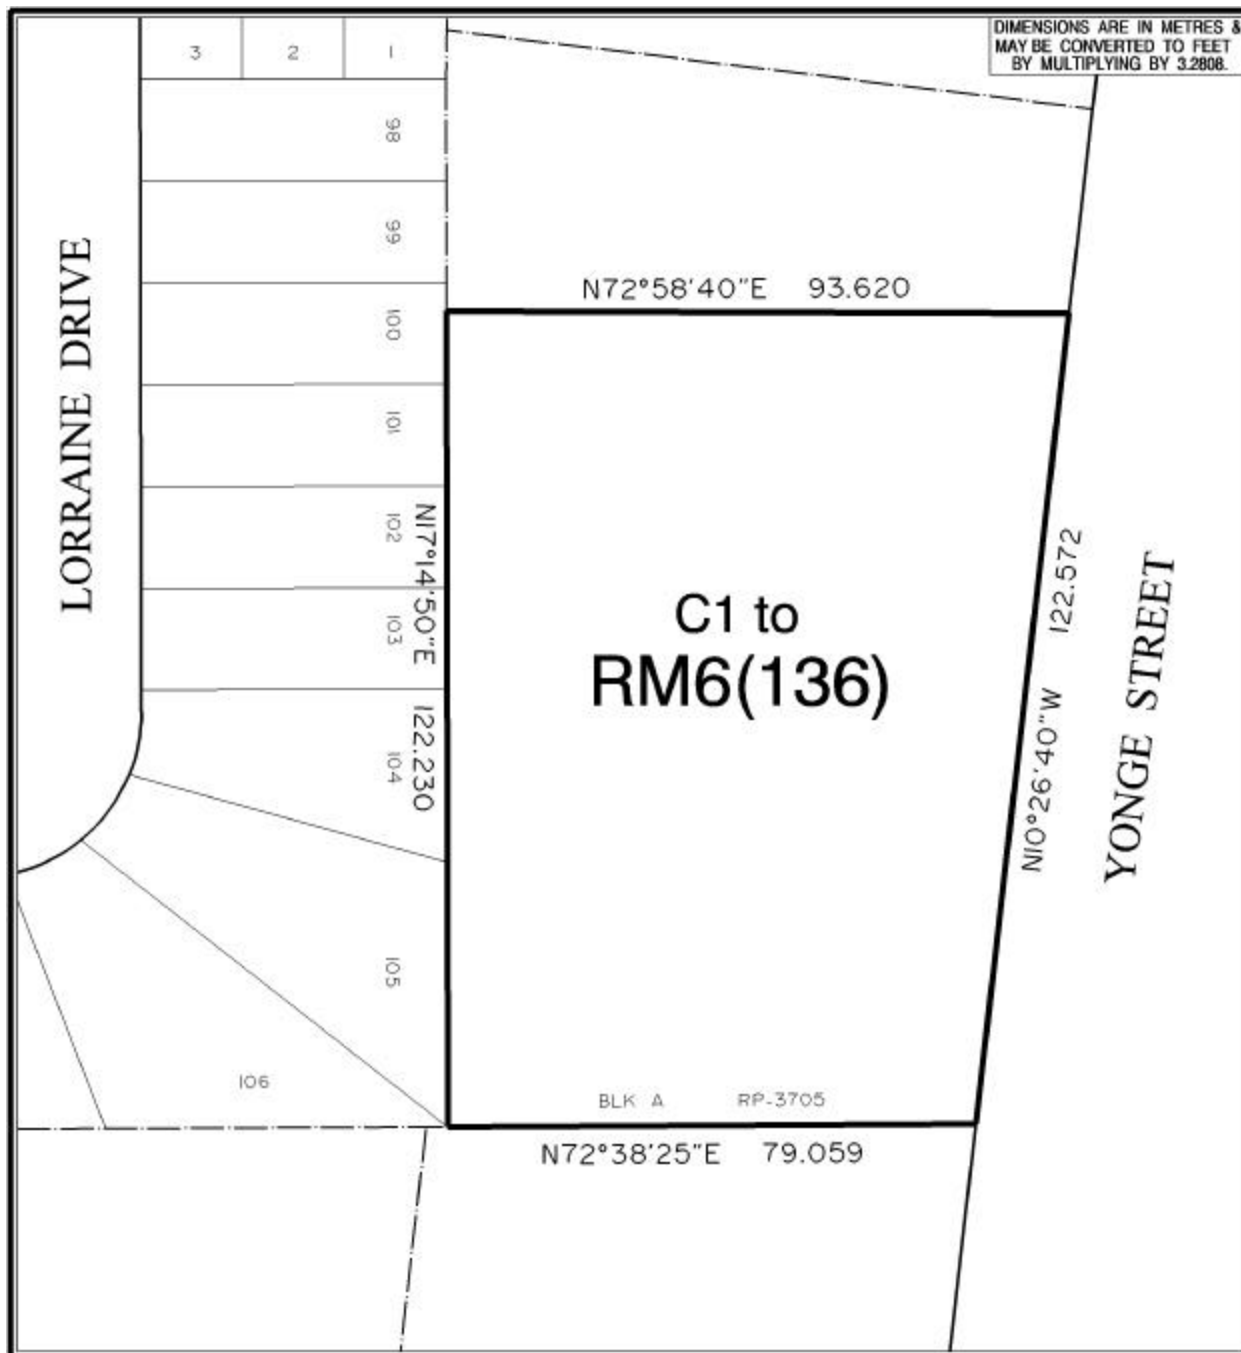 DIMENSIONS ARE IN METRES &
MAY BE CONVERTED TO FEET
BY MULTIPLYING BY 3.2808.
3
2
1
98
99
100
101
102
103
104
105
106
LORRAINE DRIVE
N72°58'40"E 93.620
N17°14'50"E 122.230
C1 to
RM6(136)
N10°26'40"W 122.572
YONGE STREET
BLK A RP-3705
N72°38'25"E 79.059